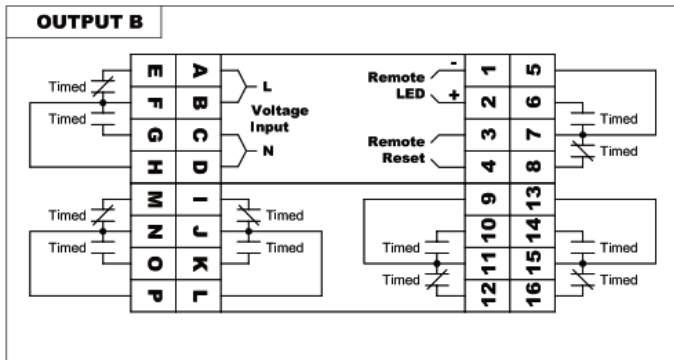 OUTPUT B
E A
F B
G C
H D
M I
N J
O K
P L
Timed
Timed
L
Voltage
Input
N
Timed
Timed
Timed
Timed
Remote
LED
-
+
Remote
Reset
1 5
2 6
3 7
4 8
9 13
10 14
11 15
12 16
Timed
Timed
Timed
Timed
Timed
Timed